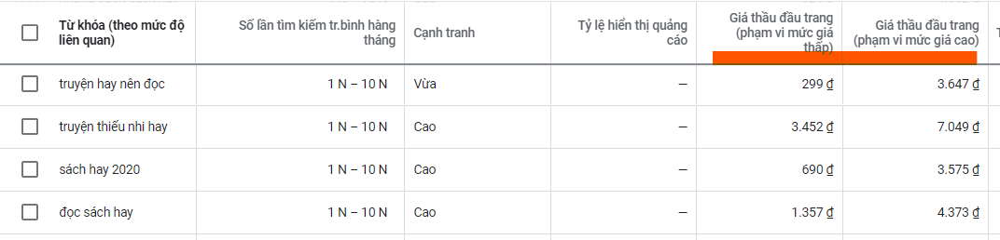 Từ khóa (theo mức độ liên quan)
Số lần tìm kiếm tr.bình hàng tháng
Cạnh tranh
Tỷ lệ hiển thị quảng cáo
Giá thầu đầu trang (phạm vi mức giá thấp)
Giá thầu đầu trang (phạm vi mức giá cao)
T
truyện hay nên đọc 1 N – 10 N Vừa — 299 ₫ 3.647 ₫
truyện thiếu nhi hay 1 N – 10 N Cao — 3.452 ₫ 7.049 ₫
sách hay 2020 1 N – 10 N Cao — 690 ₫ 3.575 ₫
đọc sách hay 1 N – 10 N Cao — 1.357 ₫ 4.373 ₫